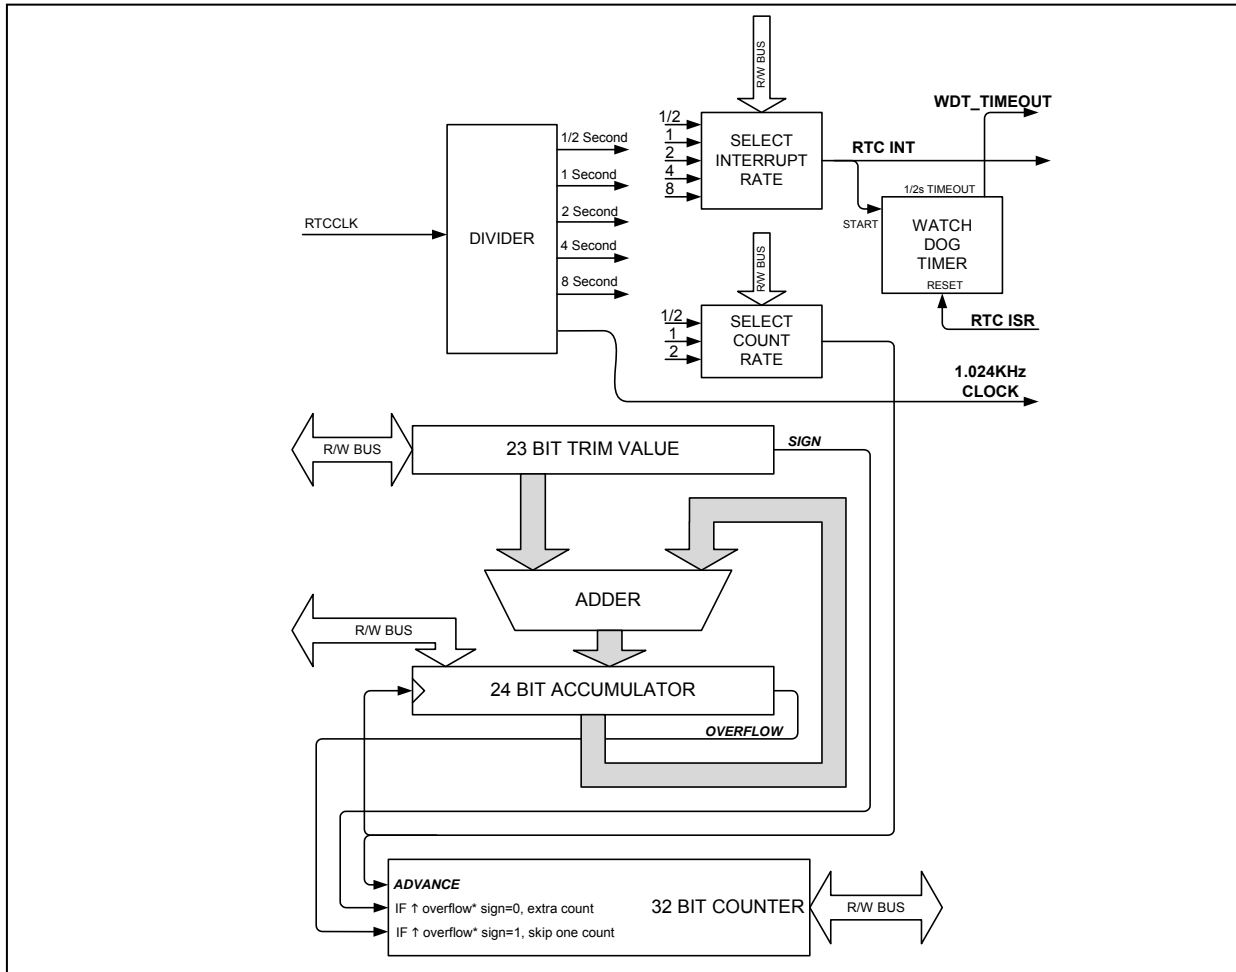 R/W BUS
WDT_TIMEOUT
1/2
1
2
4
8
SELECT
INTERRUPT
RATE
RTC INT
1/2 Second
1 Second
2 Second
4 Second
8 Second
RTCCLK
DIVIDER
1/2s TIMEOUT
START
WATCH
DOG
TIMER
RESET
RTC ISR
R/W BUS
1/2
1
2
SELECT
COUNT
RATE
1.024KHz
CLOCK
R/W BUS
23 BIT TRIM VALUE
SIGN
ADDER
R/W BUS
24 BIT ACCUMULATOR
OVERFLOW
ADVANCE
IF ↑ overflow* sign=0, extra count
IF ↑ overflow* sign=1, skip one count
32 BIT COUNTER
R/W BUS